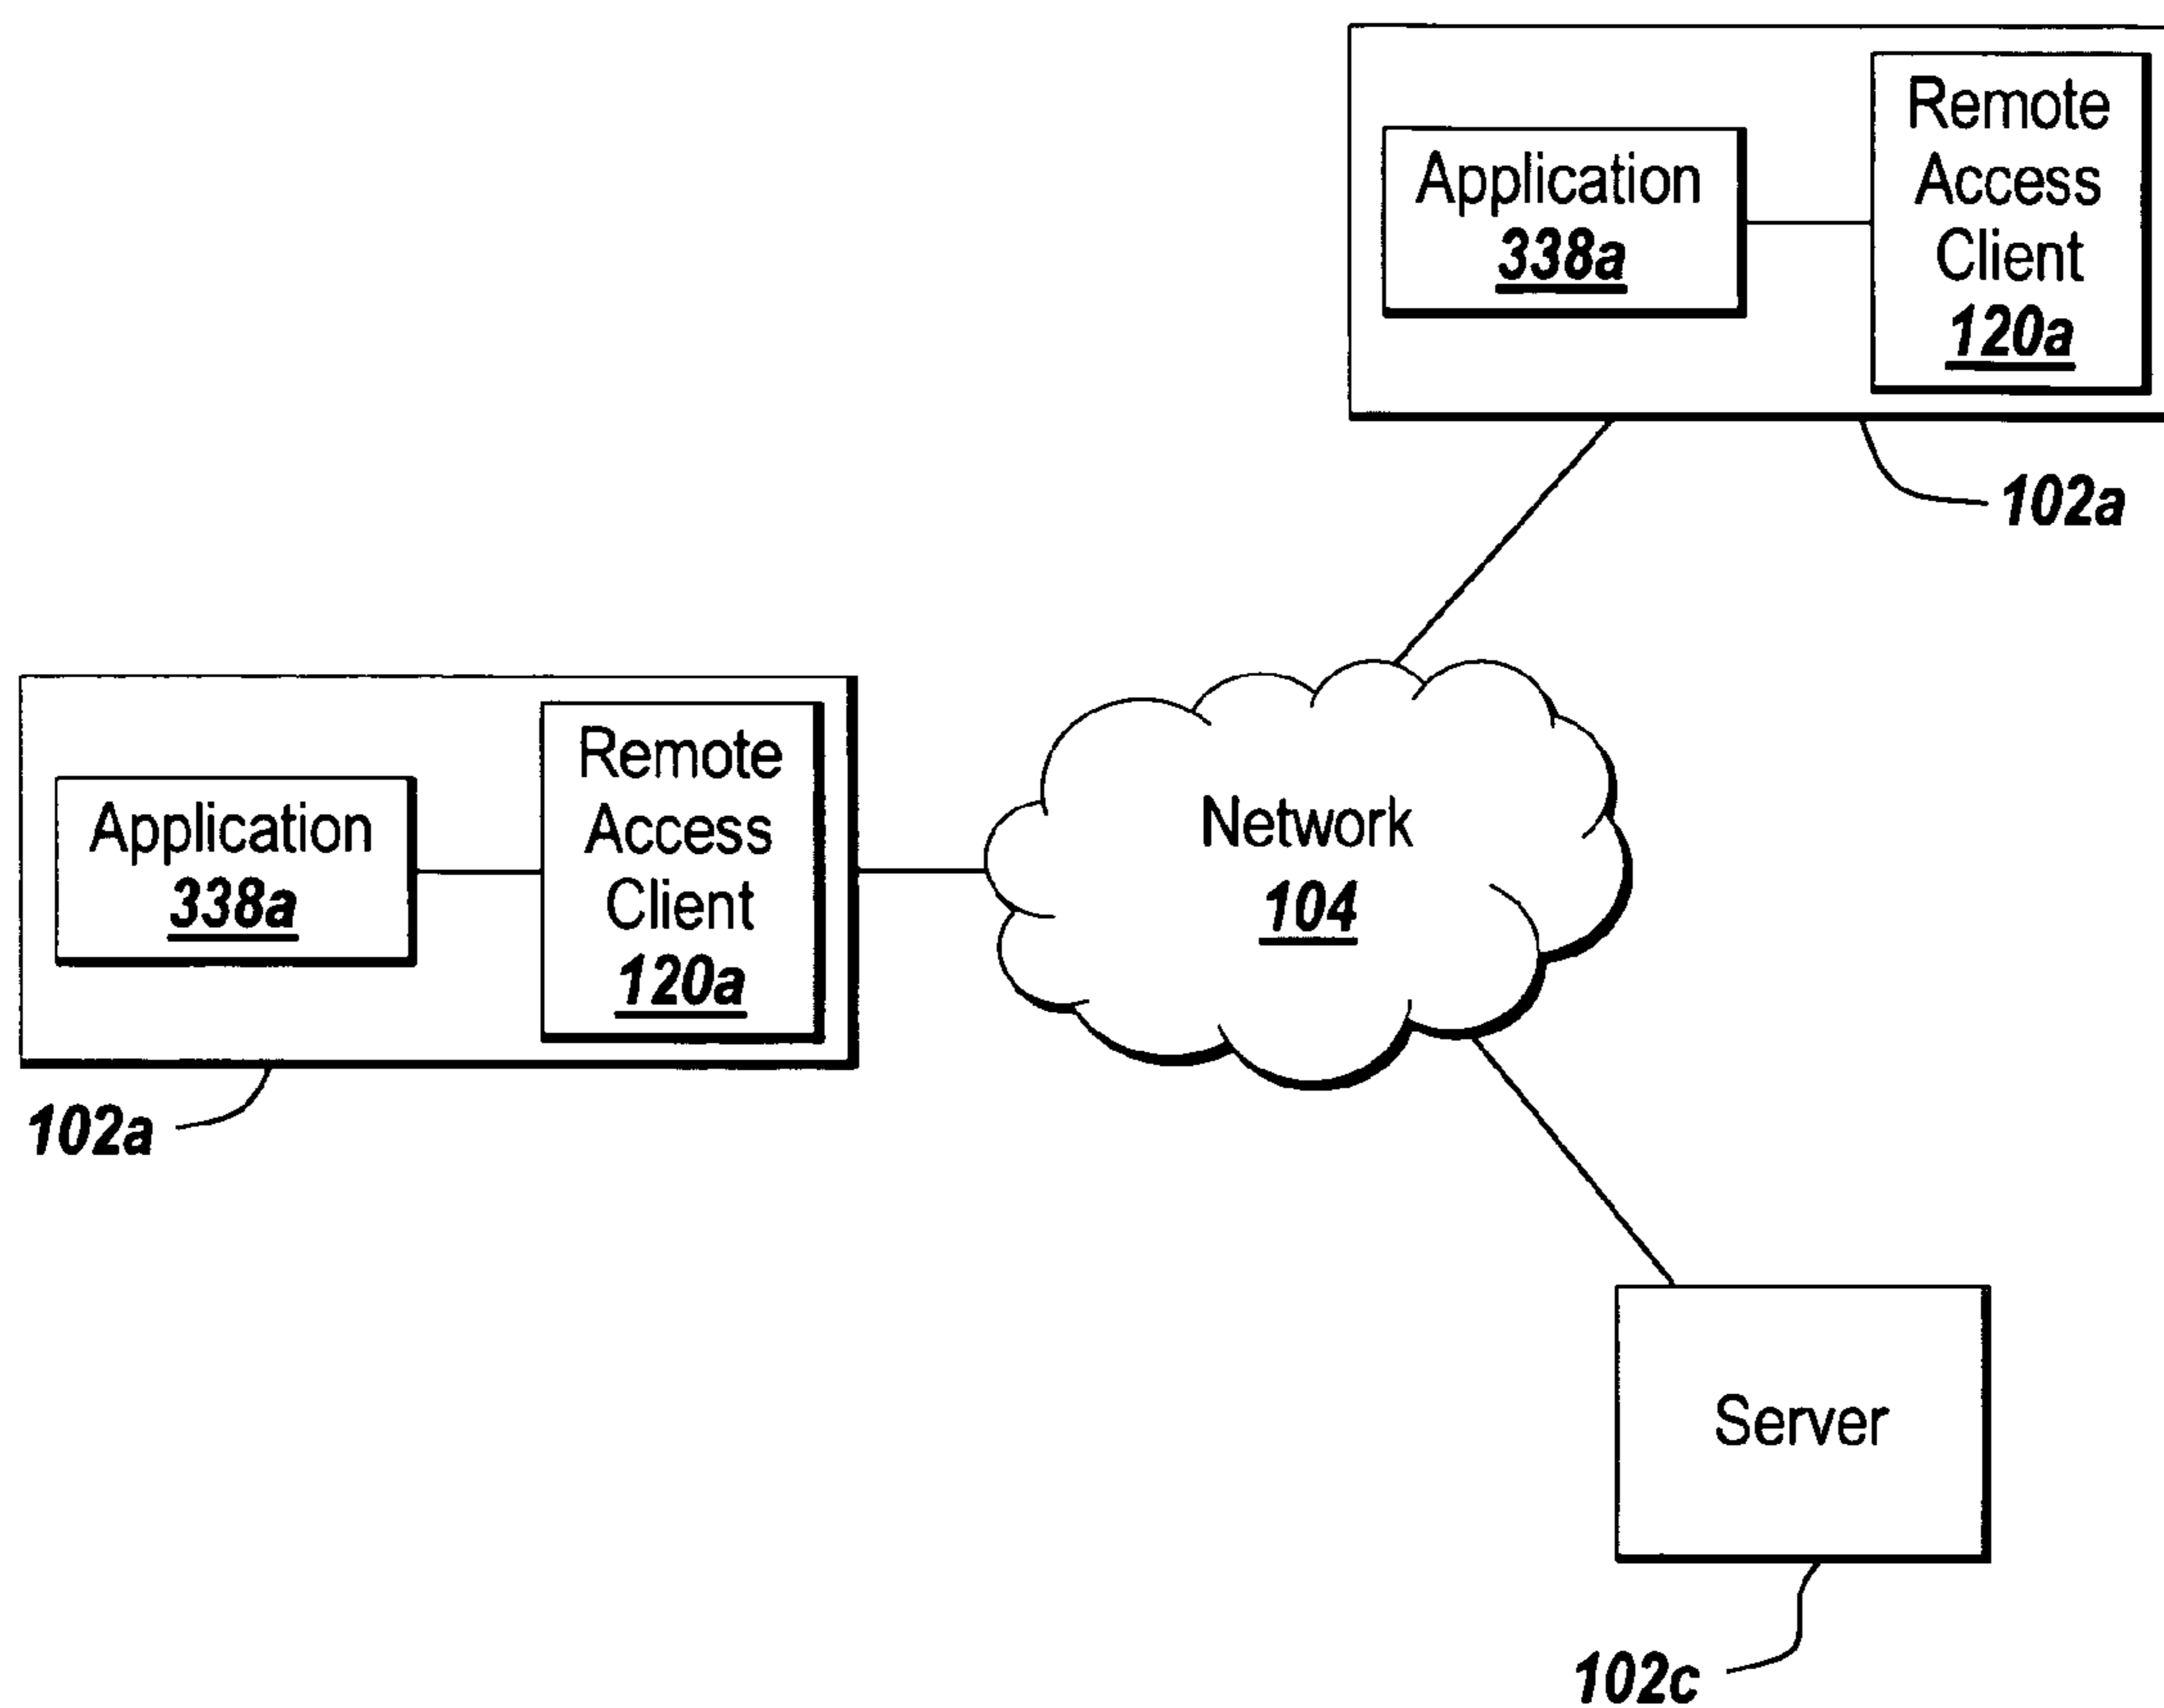 Application
338a
Remote
Access
Client
120a
102a
Application
338a
Remote
Access
Client
120a
102a
Network
104
Server
102c